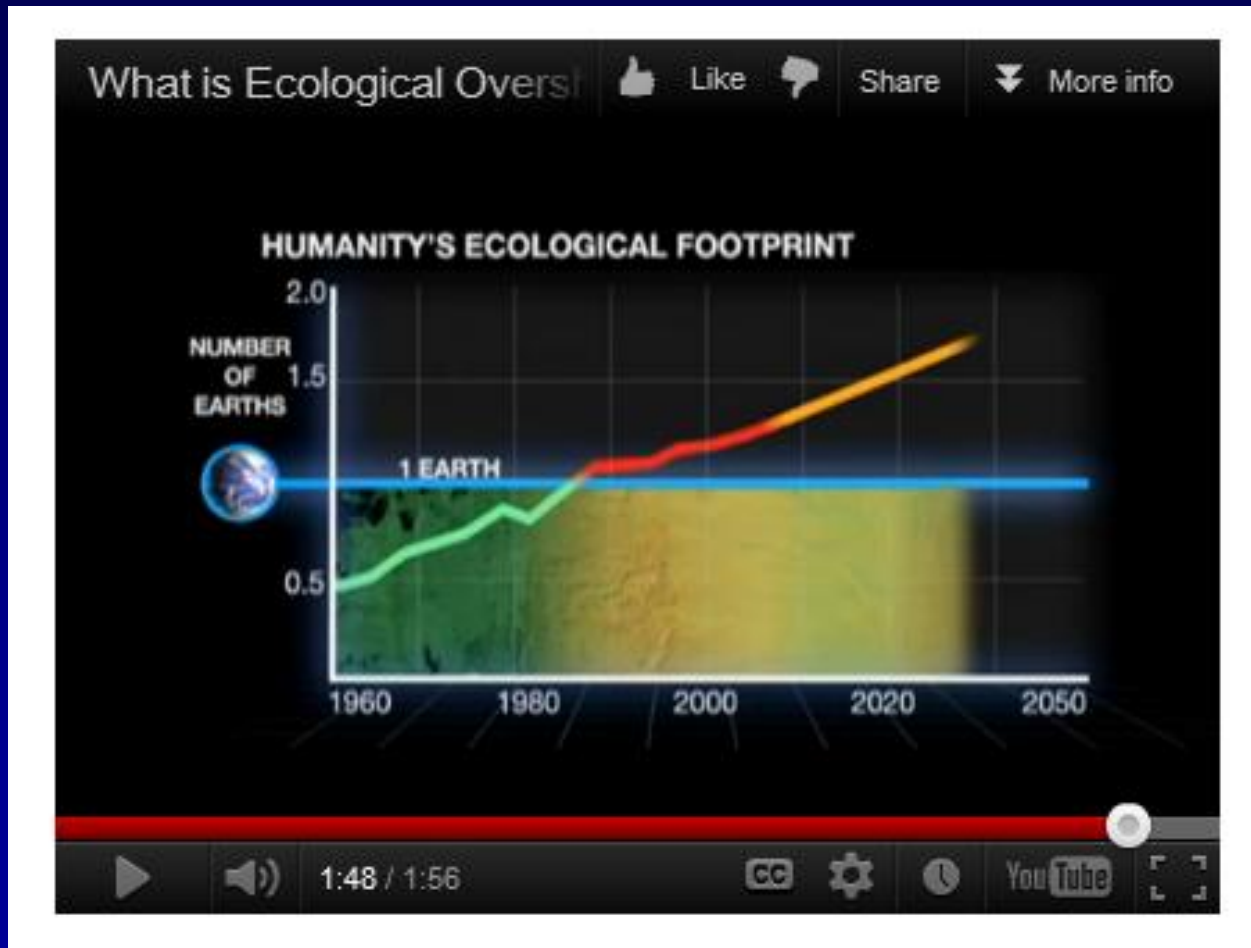 What is Ecological Oversh Like Share More info
HUMANITY'S ECOLOGICAL FOOTPRINT
2.0
NUMBER
OF
EARTHS
1.5
1 EARTH
0.5
1960 1980 2000 2020 2050
1:48 / 1:56 CC YouTube